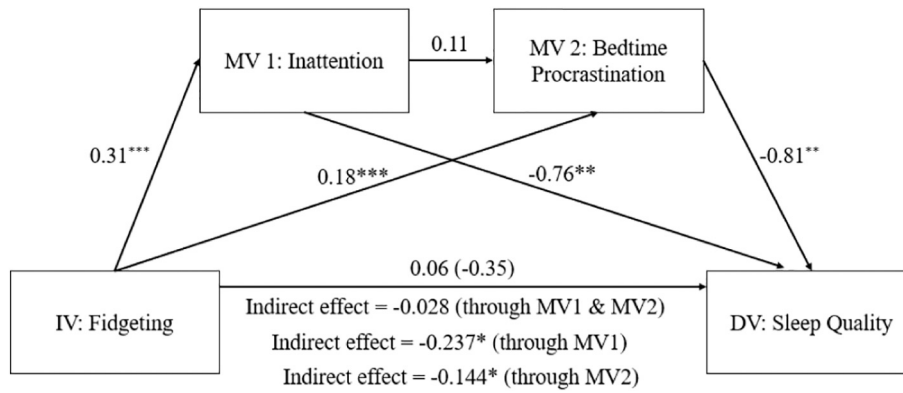 MV 1: Inattention
0.11
MV 2: Bedtime
Procrastination
0.31***
0.18***
-0.76**
-0.81**
IV: Fidgeting
0.06 (-0.35)
Indirect effect = -0.028 (through MV1 & MV2)
Indirect effect = -0.237* (through MV1)
Indirect effect = -0.144* (through MV2)
DV: Sleep Quality